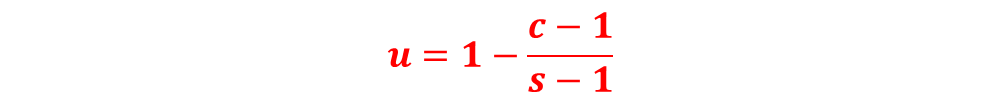 u = 1 − (c − 1)/(s − 1)